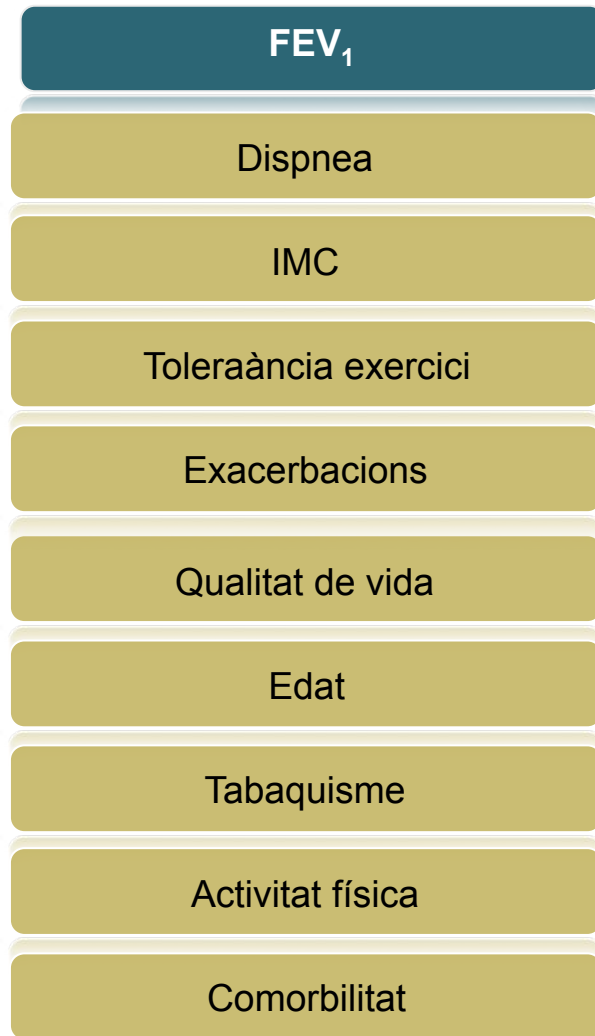 FEV₁
Dispnea
IMC
Toleraància exercici
Exacerbacions
Qualitat de vida
Edat
Tabaquisme
Activitat física
Comorbilitat